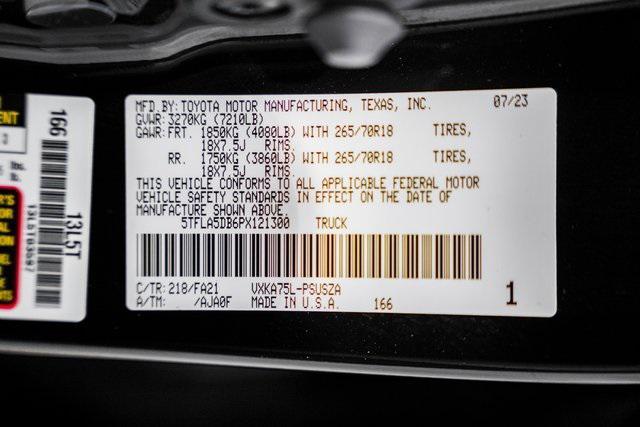 MFD.BY:TOYOTA MOTOR MANUFACTURING, TEXAS, INC. 07/23
GVWR: 3270KG (7210LB)
GAWR:FRT. 1850KG (4080LB) WITH 265/70R18 TIRES,
18X7.5J RIMS.
RR. 1750KG (3860LB) WITH 265/70R18 TIRES,
18X7.5J RIMS.
THIS VEHICLE CONFORMS TO ALL APPLICABLE FEDERAL MOTOR
VEHICLE SAFETY STANDARDS IN EFFECT ON THE DATE OF
MANUFACTURE SHOWN ABOVE.
5TFLA5DB6PX121300 TRUCK
C/TR:218/FA21 VXKA75L-PSUSZA
A/TM: /AJA0F MADE IN U.S.A. 166
1
166
13L5T